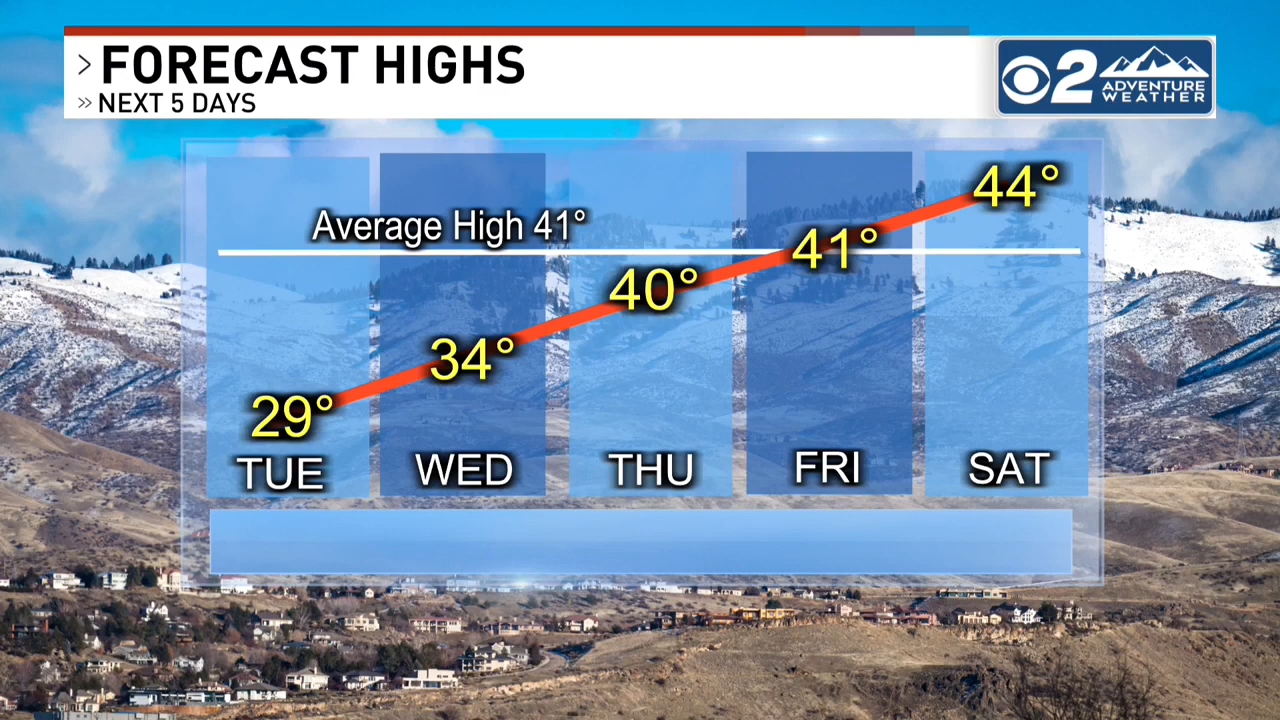 > FORECAST HIGHS
» NEXT 5 DAYS
2 ADVENTURE
WEATHER
Average High 41°
44°
41°
40°
34°
29°
TUE WED THU FRI SAT